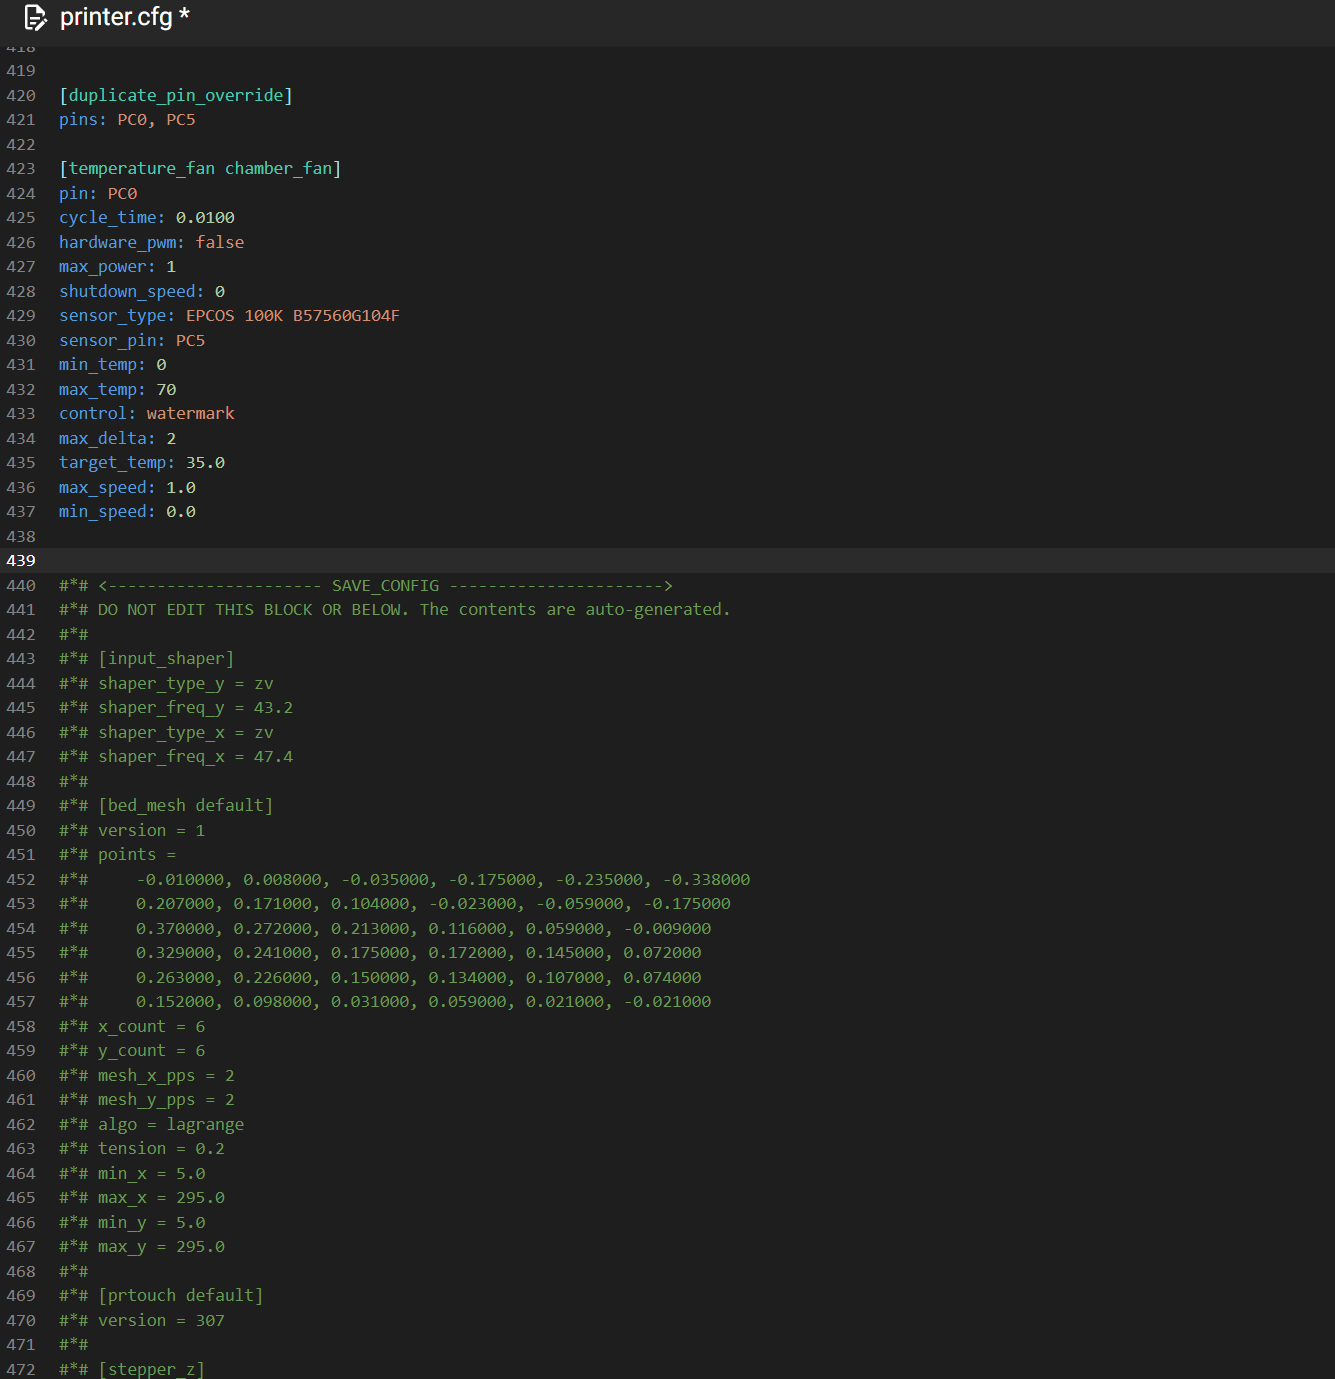 printer.cfg *
418
419
420 [duplicate_pin_override]
421 pins: PC0, PC5
422
423 [temperature_fan chamber_fan]
424 pin: PC0
425 cycle_time: 0.0100
426 hardware_pwm: false
427 max_power: 1
428 shutdown_speed: 0
429 sensor_type: EPCOS 100K B57560G104F
430 sensor_pin: PC5
431 min_temp: 0
432 max_temp: 70
433 control: watermark
434 max_delta: 2
435 target_temp: 35.0
436 max_speed: 1.0
437 min_speed: 0.0
438
439
440 #*# <---------------------- SAVE_CONFIG ---------------------->
441 #*# DO NOT EDIT THIS BLOCK OR BELOW. The contents are auto-generated.
442 #*#
443 #*# [input_shaper]
444 #*# shaper_type_y = zv
445 #*# shaper_freq_y = 43.2
446 #*# shaper_type_x = zv
447 #*# shaper_freq_x = 47.4
448 #*#
449 #*# [bed_mesh default]
450 #*# version = 1
451 #*# points =
452 #*#     -0.010000, 0.008000, -0.035000, -0.175000, -0.235000, -0.338000
453 #*#     0.207000, 0.171000, 0.104000, -0.023000, -0.059000, -0.175000
454 #*#     0.370000, 0.272000, 0.213000, 0.116000, 0.059000, -0.009000
455 #*#     0.329000, 0.241000, 0.175000, 0.172000, 0.145000, 0.072000
456 #*#     0.263000, 0.226000, 0.150000, 0.134000, 0.107000, 0.074000
457 #*#     0.152000, 0.098000, 0.031000, 0.059000, 0.021000, -0.021000
458 #*# x_count = 6
459 #*# y_count = 6
460 #*# mesh_x_pps = 2
461 #*# mesh_y_pps = 2
462 #*# algo = lagrange
463 #*# tension = 0.2
464 #*# min_x = 5.0
465 #*# max_x = 295.0
466 #*# min_y = 5.0
467 #*# max_y = 295.0
468 #*#
469 #*# [prtouch default]
470 #*# version = 307
471 #*#
472 #*# [stepper_z]